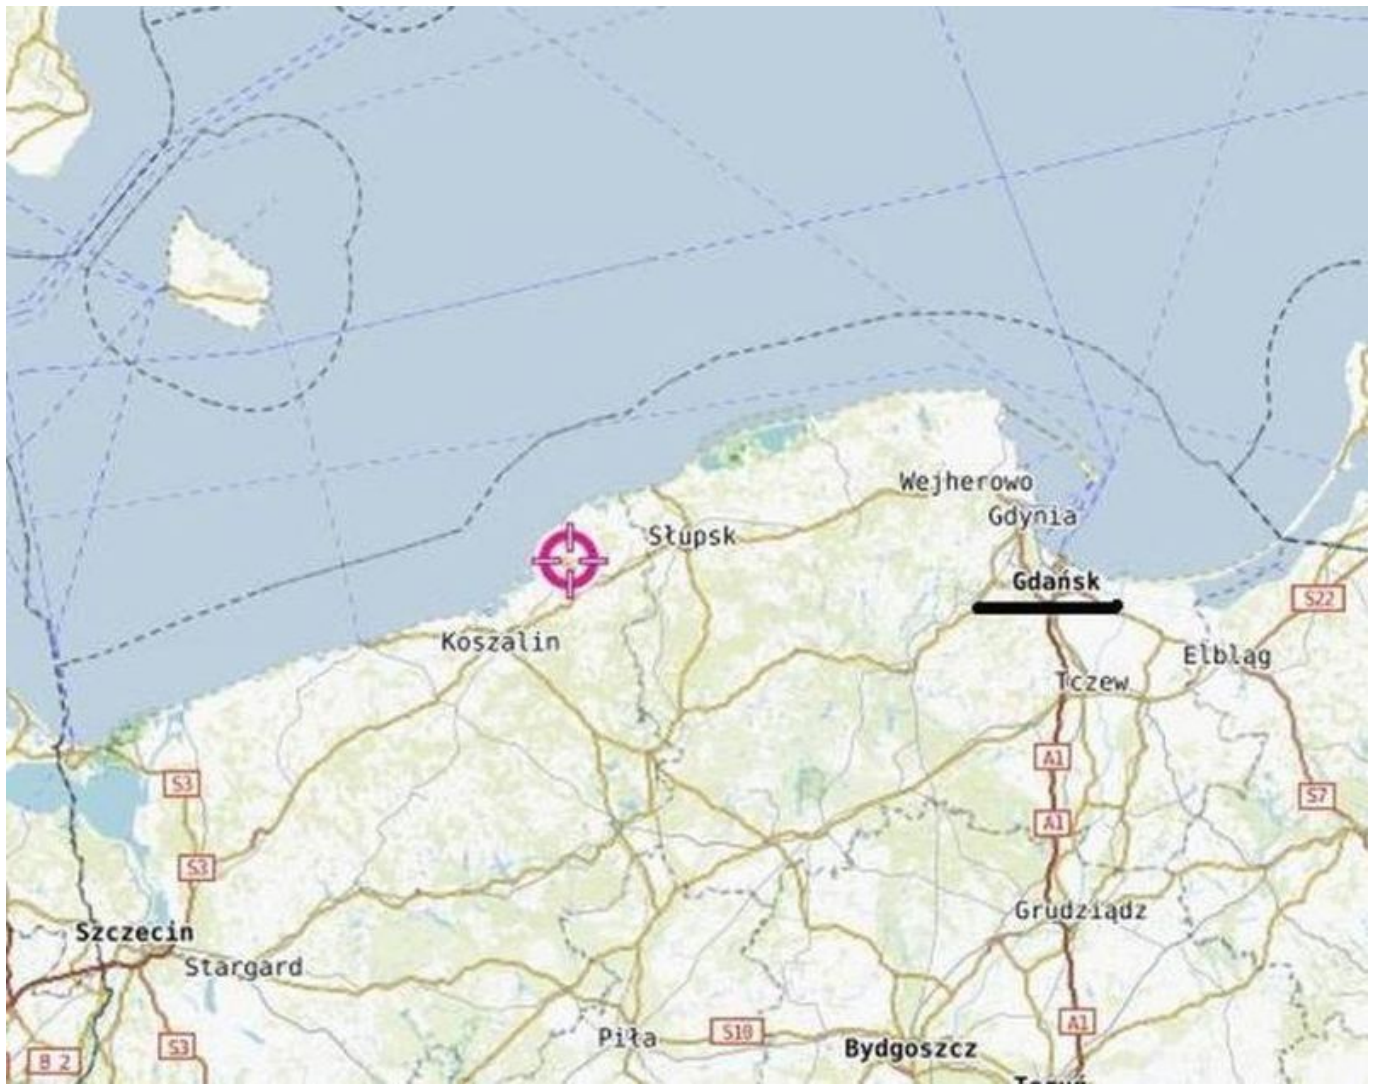 Wejherowo
Gdynia
Słupsk
Gdańsk
S22
Koszalin
Elbląg
Tczew
A1
S3
S7
A1
S3
Grudziądz
Szczecin
Stargard
A1
Piła
S10
S3
Bydgoszcz
B 2